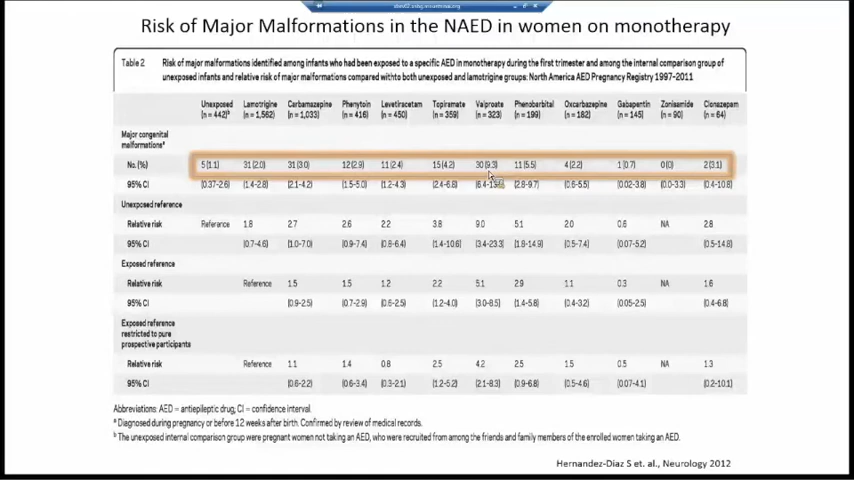 Risk of Major Malformations in the NAED in women on monotherapy
Table 2 Risk of major malformations identified among infants who had been exposed to a specific AED in monotherapy during the first trimester and among the internal comparison group of
unexposed infants and relative risk of major malformations compared withto both unexposed and lamotrigine groups: North America AED Pregnancy Registry 1997-2011
Unexposed Lamotrigine Carbamazepine Phenytoin Levetiracetam Topiramate Valproate Phenobarbital Oxcarbazepine Gabapentin Zonisamide Clonazepam
(n = 442)b (n = 1,562) (n = 1,033) (n = 416) (n = 450) (n = 359) (n = 323) (n = 199) (n = 182) (n = 145) (n = 90) (n = 64)
Major congenital
malformationsa
No. (%) 5 (1.1) 31 (2.0) 31 (3.0) 12 (2.9) 11 (2.4) 15 (4.2) 30 (9.3) 11 (5.5) 4 (2.2) 1 (0.7) 0 (0) 2 (3.1)
95% CI (0.37-2.6) (1.4-2.8) (2.1-4.2) (1.5-5.0) (1.2-4.3) (2.4-6.8) (2.8-9.7) (0.6-5.5) (0.02-3.8) (0.0-3.3) (0.4-10.8)
Unexposed reference
Relative risk Reference 1.8 2.7 2.6 2.2 3.8 9.0 5.1 2.0 0.6 NA 2.8
95% CI (0.7-4.6) (1.0-7.0) (0.9-7.4) (0.8-6.4) (1.4-10.6) (3.4-23.3) (1.8-14.9) (0.5-7.4) (0.07-5.2) (0.5-14.8)
Exposed reference
Relative risk Reference 1.5 1.5 1.2 2.2 5.1 2.9 1.1 0.3 NA 1.6
95% CI (0.9-2.5) (0.7-2.9) (0.6-2.5) (1.2-4.0) (3.0-8.5) (1.4-5.8) (0.4-3.2) (0.05-2.5) (0.4-6.8)
Exposed reference
restricted to pure
prospective participants
Relative risk Reference 1.1 1.4 0.8 2.5 4.2 2.5 1.5 0.5 NA 1.3
95% CI (0.6-2.2) (0.6-3.4) (0.3-2.1) (1.2-5.2) (2.1-8.3) (0.9-6.8) (0.5-4.6) (0.07-4.1) (0.2-10.1)
Abbreviations: AED = antiepileptic drug; CI = confidence interval.
a Diagnosed during pregnancy or before 12 weeks after birth. Confirmed by review of medical records.
b The unexposed internal comparison group were pregnant women not taking an AED, who were recruited from among the friends and family members of the enrolled women taking an AED.
Hernandez-Diaz S et. al., Neurology 2012